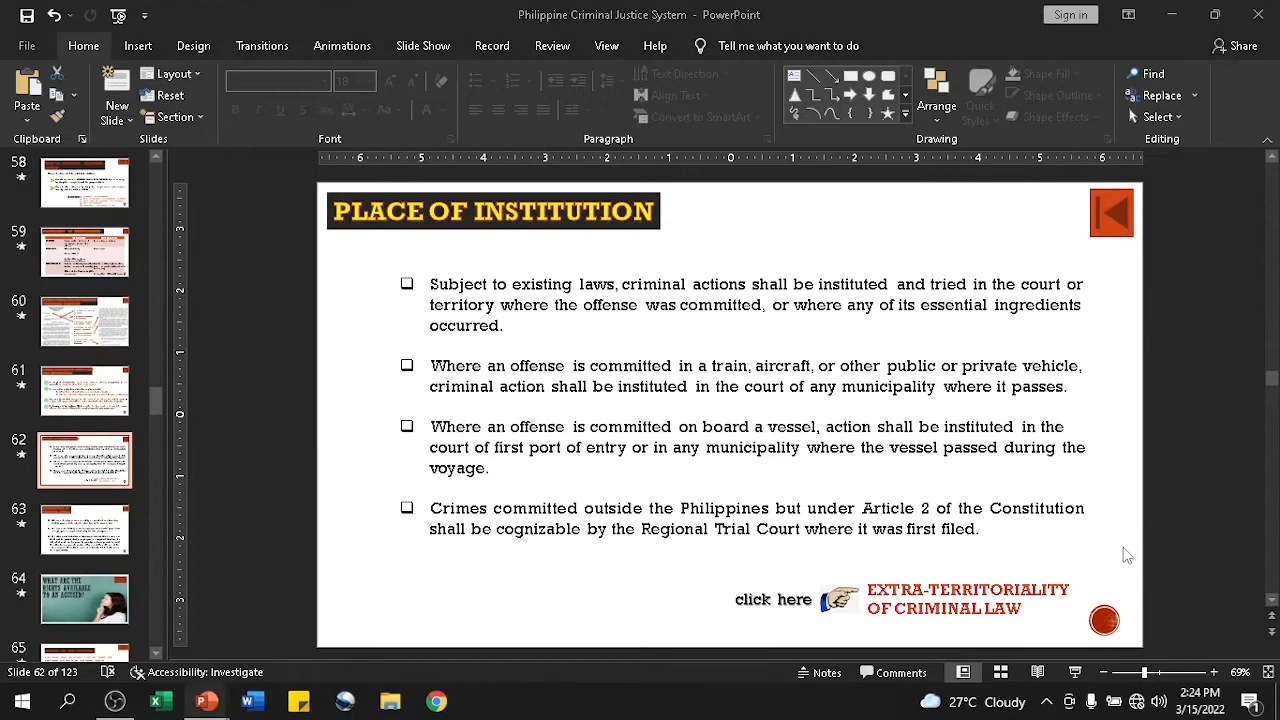 Philippine Criminal Justice System - PowerPoint
Sign in
File Home Insert Design Transitions Animations Slide Show Record Review View Help Tell me what you want to do Share
Paste
New Slide
Layout
Reset
Section
18
Text Direction
Align Text
Convert to SmartArt
Arrange
Quick Styles
Shape Fill
Shape Outline
Shape Effects
Find
Replace
Select
Clipboard Slides Font Paragraph Drawing Editing
58
59
60
61
62
63
64
WHAT ARE THE
RIGHTS AVAILABLE
TO AN ACCUSED?
65
PLACE OF INSTITUTION
Subject to existing laws, criminal actions shall be instituted and tried in the court or
territory where the offense was committed or where any of its essential ingredients
occurred.
Where an offense is committed in a train, aircraft, or other public or private vehicle,
criminal action shall be instituted in the court of any municipality where it passes.
Where an offense is committed on board a vessel, action shall be instituted in the
court of first port of entry or in any municipality where the vessel passed during the
voyage.
Crimes committed outside the Philippines but under Article 2 of the Constitution
shall be cognizable by the Regional Trial Court where it was first filed.
click here
EXTRA-TERRITORIALITY
OF CRIMINAL LAW
Slide 62 of 123 Accessibility: Investigate Notes Comments 69%
27°C Cloudy
2:24 PM
3/15/2022